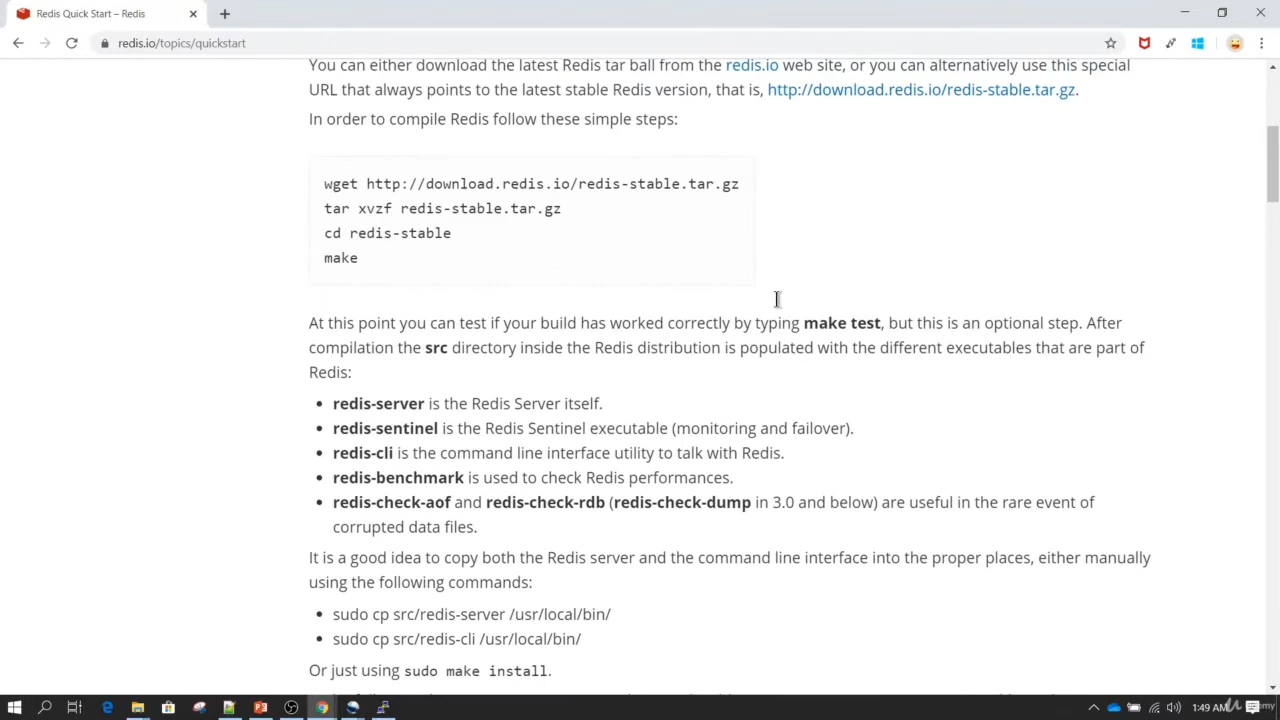 Redis Quick Start – Redis
redis.io/topics/quickstart
You can either download the latest Redis tar ball from the redis.io web site, or you can alternatively use this special
URL that always points to the latest stable Redis version, that is, http://download.redis.io/redis-stable.tar.gz.
In order to compile Redis follow these simple steps:
wget http://download.redis.io/redis-stable.tar.gz
tar xvzf redis-stable.tar.gz
cd redis-stable
make
At this point you can test if your build has worked correctly by typing make test, but this is an optional step. After
compilation the src directory inside the Redis distribution is populated with the different executables that are part of
Redis:
• redis-server is the Redis Server itself.
• redis-sentinel is the Redis Sentinel executable (monitoring and failover).
• redis-cli is the command line interface utility to talk with Redis.
• redis-benchmark is used to check Redis performances.
• redis-check-aof and redis-check-rdb (redis-check-dump in 3.0 and below) are useful in the rare event of
corrupted data files.
It is a good idea to copy both the Redis server and the command line interface into the proper places, either manually
using the following commands:
• sudo cp src/redis-server /usr/local/bin/
• sudo cp src/redis-cli /usr/local/bin/
Or just using sudo make install.
1:49 AM